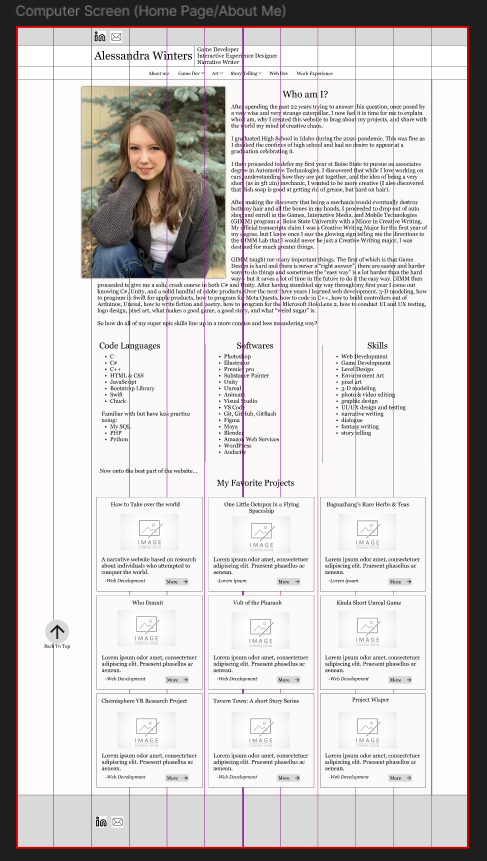 Computer Screen (Home Page/About Me)
in
Alessandra Winters
Game Developer
Interactive Experience Designer
Narrative Writer
About me Game Dev Art Story Telling Web Dev Work Experience
Who am I?
After spending the past 22 years trying to answer this question, once posed by
a very wise and very strange caterpillar, I now feel it is time for me to explain
who I am, why I created this website to brag about my projects, and share with
the world my mind of creative chaos.
I graduated High School in Idaho during the 2020 pandemic. This was fine as
I disliked the confines of high school and had no desire to appear at a
graduation celebrating it.
I then proceeded to defer my first year at Boise State to pursue an associates
degree in Automotive Technologies. I discovered that while I love working on
cars, understanding how they are put together, and the idea of being a very
short (as in 5ft 2in) mechanic, I wanted to be more creative (I also discovered
that dish soap is good at getting rid of grease, but hard on hair).
After making the discovery that being a mechanic would eventually destroy
both my hair and all the bones in my hands, I proceeded to drop out of auto
shop and enroll in the Games, Interactive Media, and Mobile Technologies
(GIMM) program at Boise State University with a Minor in Creative Writing.
My official transcripts claim I was a Creative Writing Major for the first year of
my degree, but I knew once I saw the glowing sign telling me the directions to
the GIMM Lab that I would never be just a Creative Writing major, I was
destined for much greater things.
GIMM taught me many important things. The first of which is that Game
Design is hard and there is never a "right answer", there are easier and harder
ways to do things and sometimes the "easy way" is a lot harder than the hard
way - but it saves a lot of time in the future to do it the easy way. GIMM then
proceeded to give me a solid crash course in both C# and Unity. After having stumbled my way through my first year I came out
knowing C#, Unity, and a solid handful of adobe products. Over the next three years I learned web development, 3-D modeling, how
to program in Swift for apple products, how to program for Meta Quests, how to code in C++, how to build controllers out of
Arduinos, Unreal, how to write fiction and poetry, how to program for the Microsoft HoloLens 2, how to conduct UI and UX testing,
logo design, pixel art, what makes a good game, a good story, and what "weird sugar" is.
So how do all of my super epic skills line up in a more concise and less meandering way?
Code Languages
• C
• C#
• C++
• HTML & CSS
• JavaScript
• Bootstrap Library
• Swift
• Chuck
Familiar with but have less practice
using:
• My SQL
• PHP
• Python
Softwares
• Photoshop
• Illustrator
• Premier pro
• Substance Painter
• Unity
• Unreal
• Animate
• Visual Studio
• VS Code
• Git, GitHub, GitBash
• Figma
• Maya
• Blender
• Amazon Web Services
• WordPress
• Audacity
Skills
• Web Development
• Game Development
• Level Design
• Environment Art
• pixel art
• 3-D modeling
• photo & video editing
• graphic design
• UI/UX design and testing
• narrative writing
• dialogue
• fantasy writing
• story telling
Now onto the best part of the website...
My Favorite Projects
How to Take over the world
IMAGE
COMING SOON
A narrative website based on research
about individuals who attempted to
conquer the world.
-Web Development
More
One Little Octopus in a Flying
Spaceship
IMAGE
COMING SOON
Lorem ipsum odor amet, consectetuer
adipiscing elit. Praesent phasellus ac
aenean.
-Lorem ipsum
More
Baguazhang's Rare Herbs & Teas
IMAGE
COMING SOON
Lorem ipsum odor amet, consectetuer
adipiscing elit. Praesent phasellus ac
aenean.
-Lorem ipsum
More
Who Dunnit
IMAGE
COMING SOON
Lorem ipsum odor amet, consectetuer
adipiscing elit. Praesent phasellus ac
aenean.
-Web Development
More
Volt of the Pharaoh
IMAGE
COMING SOON
Lorem ipsum odor amet, consectetuer
adipiscing elit. Praesent phasellus ac
aenean.
-Web Development
More
Kinda Short Unreal Game
IMAGE
COMING SOON
Lorem ipsum odor amet, consectetuer
adipiscing elit. Praesent phasellus ac
aenean.
-Web Development
More
Back To Top
Chemisphere VR Research Project
IMAGE
COMING SOON
Lorem ipsum odor amet, consectetuer
adipiscing elit. Praesent phasellus ac
aenean.
-Web Development
More
Tavern Town: A short Story Series
IMAGE
COMING SOON
Lorem ipsum odor amet, consectetuer
adipiscing elit. Praesent phasellus ac
aenean.
-Web Development
More
Project Wisper
IMAGE
COMING SOON
Lorem ipsum odor amet, consectetuer
adipiscing elit. Praesent phasellus ac
aenean.
-Web Development
More
in